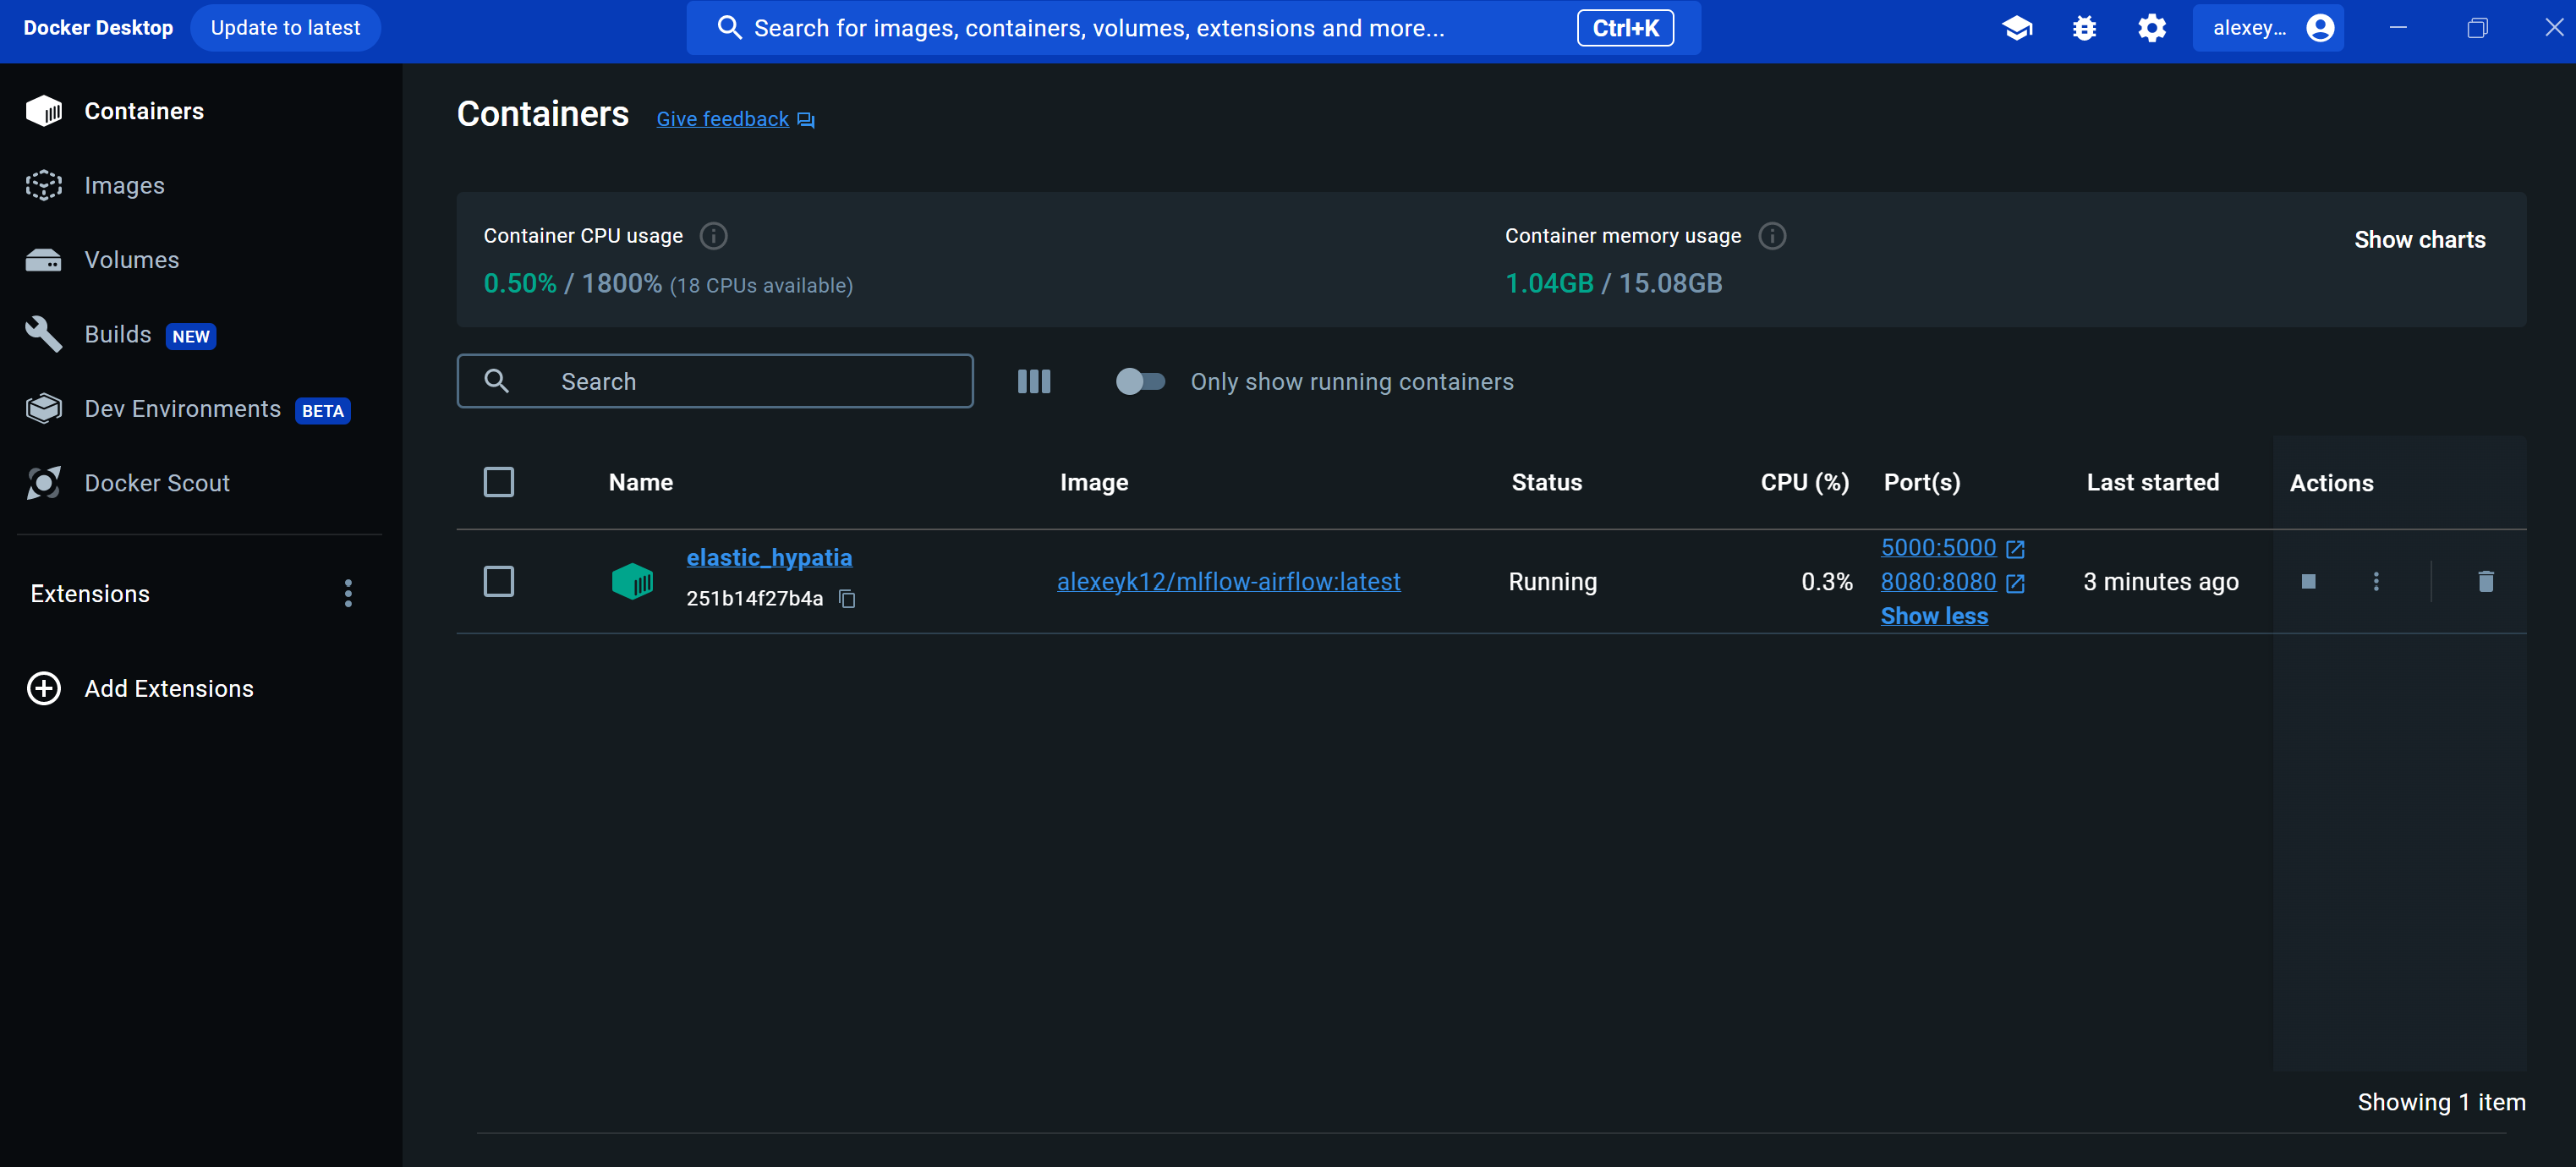 Docker Desktop
Update to latest
Search for images, containers, volumes, extensions and more...
Ctrl+K
alexey...
Containers
Images
Volumes
Builds NEW
Dev Environments BETA
Docker Scout
Extensions
Add Extensions
Containers
Give feedback
Container CPU usage
0.50% / 1800% (18 CPUs available)
Container memory usage
1.04GB / 15.08GB
Show charts
Search
Only show running containers
Name Image Status CPU (%) Port(s) Last started Actions
elastic_hypatia
251b14f27b4a
alexeyk12/mlflow-airflow:latest
Running
0.3%
5000:5000
8080:8080
Show less
3 minutes ago
Showing 1 item